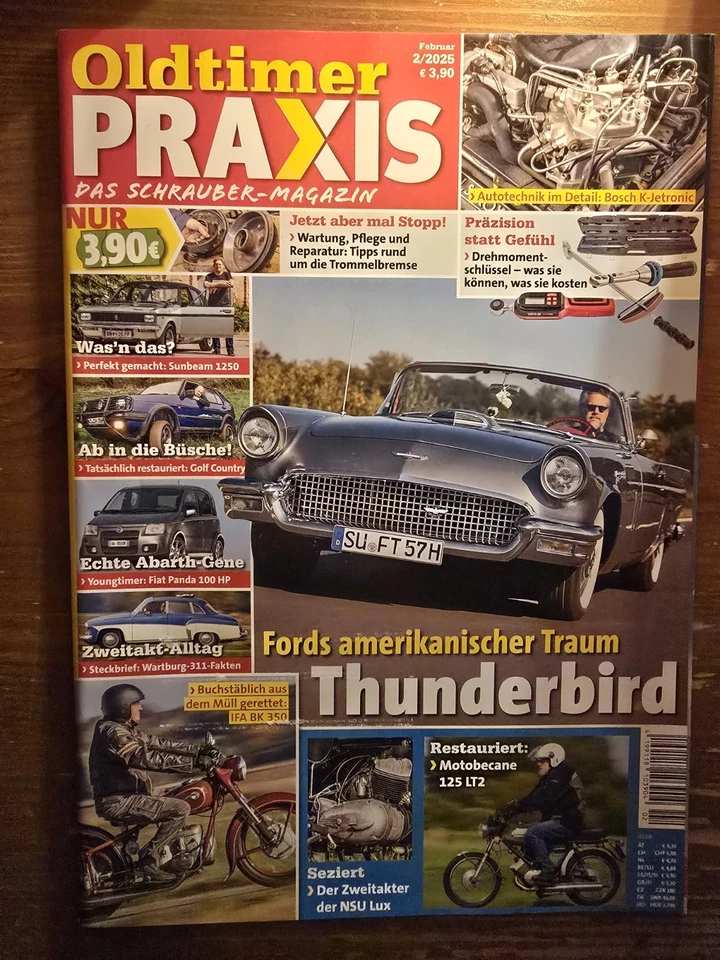 Oldtimer
PRAXIS
DAS SCHRAUBER-MAGAZIN
Februar
2/2025
€ 3,90
› Autotechnik im Detail: Bosch K-Jetronic
NUR
3,90€
Jetzt aber mal Stopp!
› Wartung, Pflege und
Reparatur: Tipps rund
um die Trommelbremse
Präzision
statt Gefühl
› Drehmoment-
schlüssel – was sie
können, was sie kosten
Was'n das?
› Perfekt gemacht: Sunbeam 1250
Ab in die Büsche!
› Tatsächlich restauriert: Golf Country
Echte Abarth-Gene
› Youngtimer: Fiat Panda 100 HP
Zweitakt-Alltag
› Steckbrief: Wartburg-311-Fakten
SU FT 57H
Fords amerikanischer Traum
Thunderbird
› Buchstäblich aus
dem Müll gerettet:
IFA BK 350
Seziert
› Der Zweitakter
der NSU Lux
Restauriert:
› Motobecane
125 LT2
02